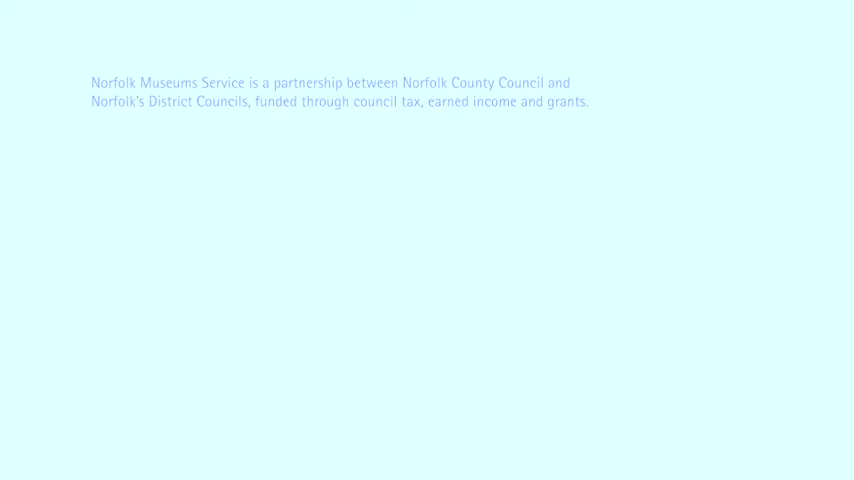 Norfolk Museums Service is a partnership between Norfolk County Council and
Norfolk's District Councils, funded through council tax, earned income and grants.